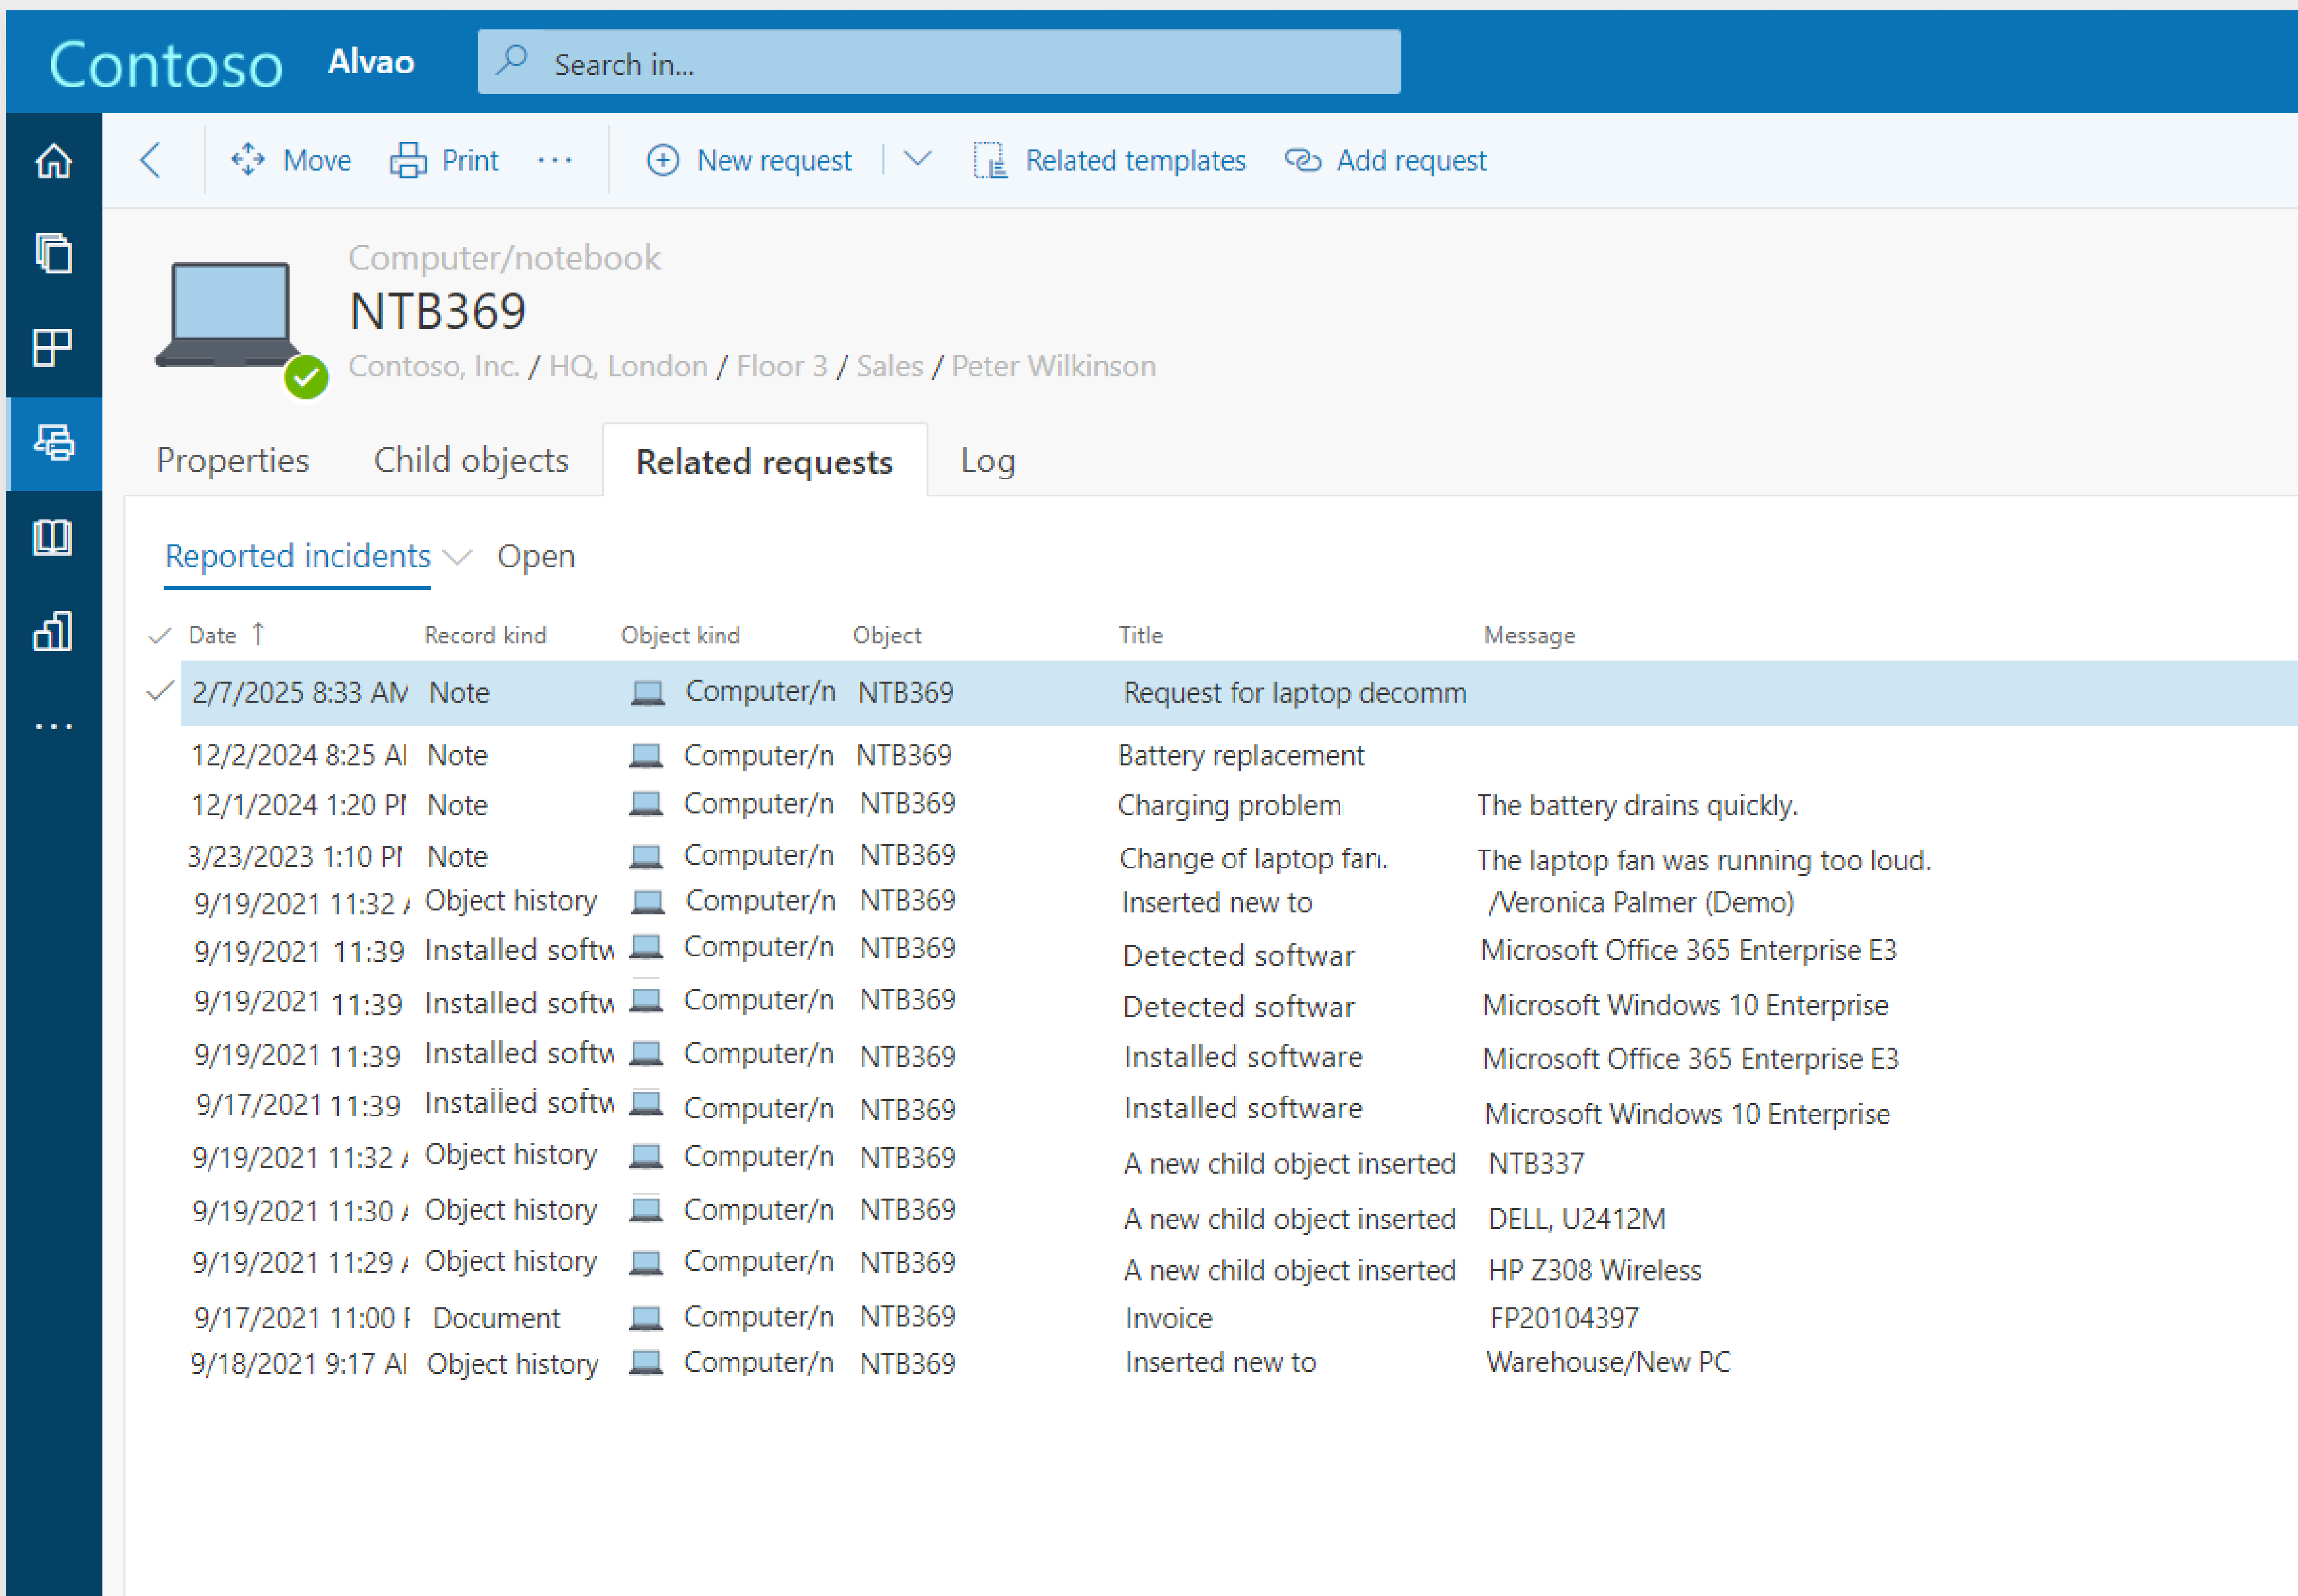 Contoso Alvao Search in...
Move Print ... New request Related templates Add request
Computer/notebook
NTB369
Contoso, Inc. / HQ, London / Floor 3 / Sales / Peter Wilkinson
Properties Child objects Related requests Log
Reported incidents Open
Date ↑ Record kind Object kind Object Title Message
2/7/2025 8:33 AM Note Computer/n NTB369 Request for laptop decomm
12/2/2024 8:25 Al Note Computer/n NTB369 Battery replacement
12/1/2024 1:20 Note Computer/n NTB369 Charging problem The battery drains quickly.
3/23/2023 1:10 Note Computer/n NTB369 Change of laptop fan. The laptop fan was running too loud.
9/19/2021 11:32 Object history Computer/n NTB369 Inserted new to /Veronica Palmer (Demo)
9/19/2021 11:39 Installed softw Computer/n NTB369 Detected softwar Microsoft Office 365 Enterprise E3
9/19/2021 11:39 Installed softw Computer/n NTB369 Detected softwar Microsoft Windows 10 Enterprise
9/19/2021 11:39 Installed softw Computer/n NTB369 Installed software Microsoft Office 365 Enterprise E3
9/17/2021 11:39 Installed softw Computer/n NTB369 Installed software Microsoft Windows 10 Enterprise
9/19/2021 11:32 Object history Computer/n NTB369 A new child object inserted NTB337
9/19/2021 11:30 Object history Computer/n NTB369 A new child object inserted DELL, U2412M
9/19/2021 11:29 Object history Computer/n NTB369 A new child object inserted HP Z308 Wireless
9/17/2021 11:00 Document Computer/n NTB369 Invoice FP20104397
9/18/2021 9:17 Al Object history Computer/n NTB369 Inserted new to Warehouse/New PC